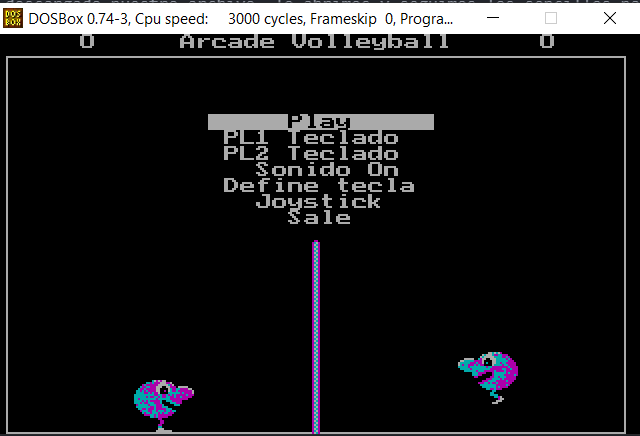 DOSBox 0.74-3, Cpu speed: 3000 cycles, Frameskip 0, Progra...
0 Arcade Volleyball 0
Play
PL1 Teclado
PL2 Teclado
Sonido On
Define tecla
Joystick
Sale